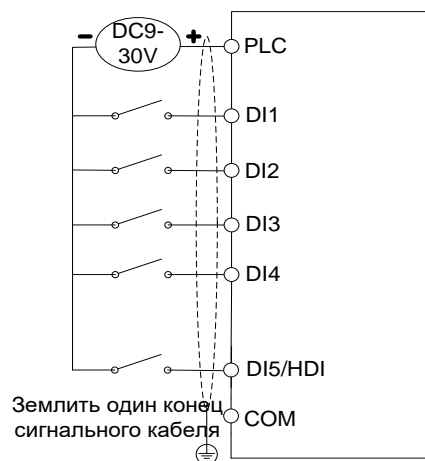 DC9-
30V
PLC
DI1
DI2
DI3
DI4
DI5/HDI
Землить один конец
сигнального кабеля
COM